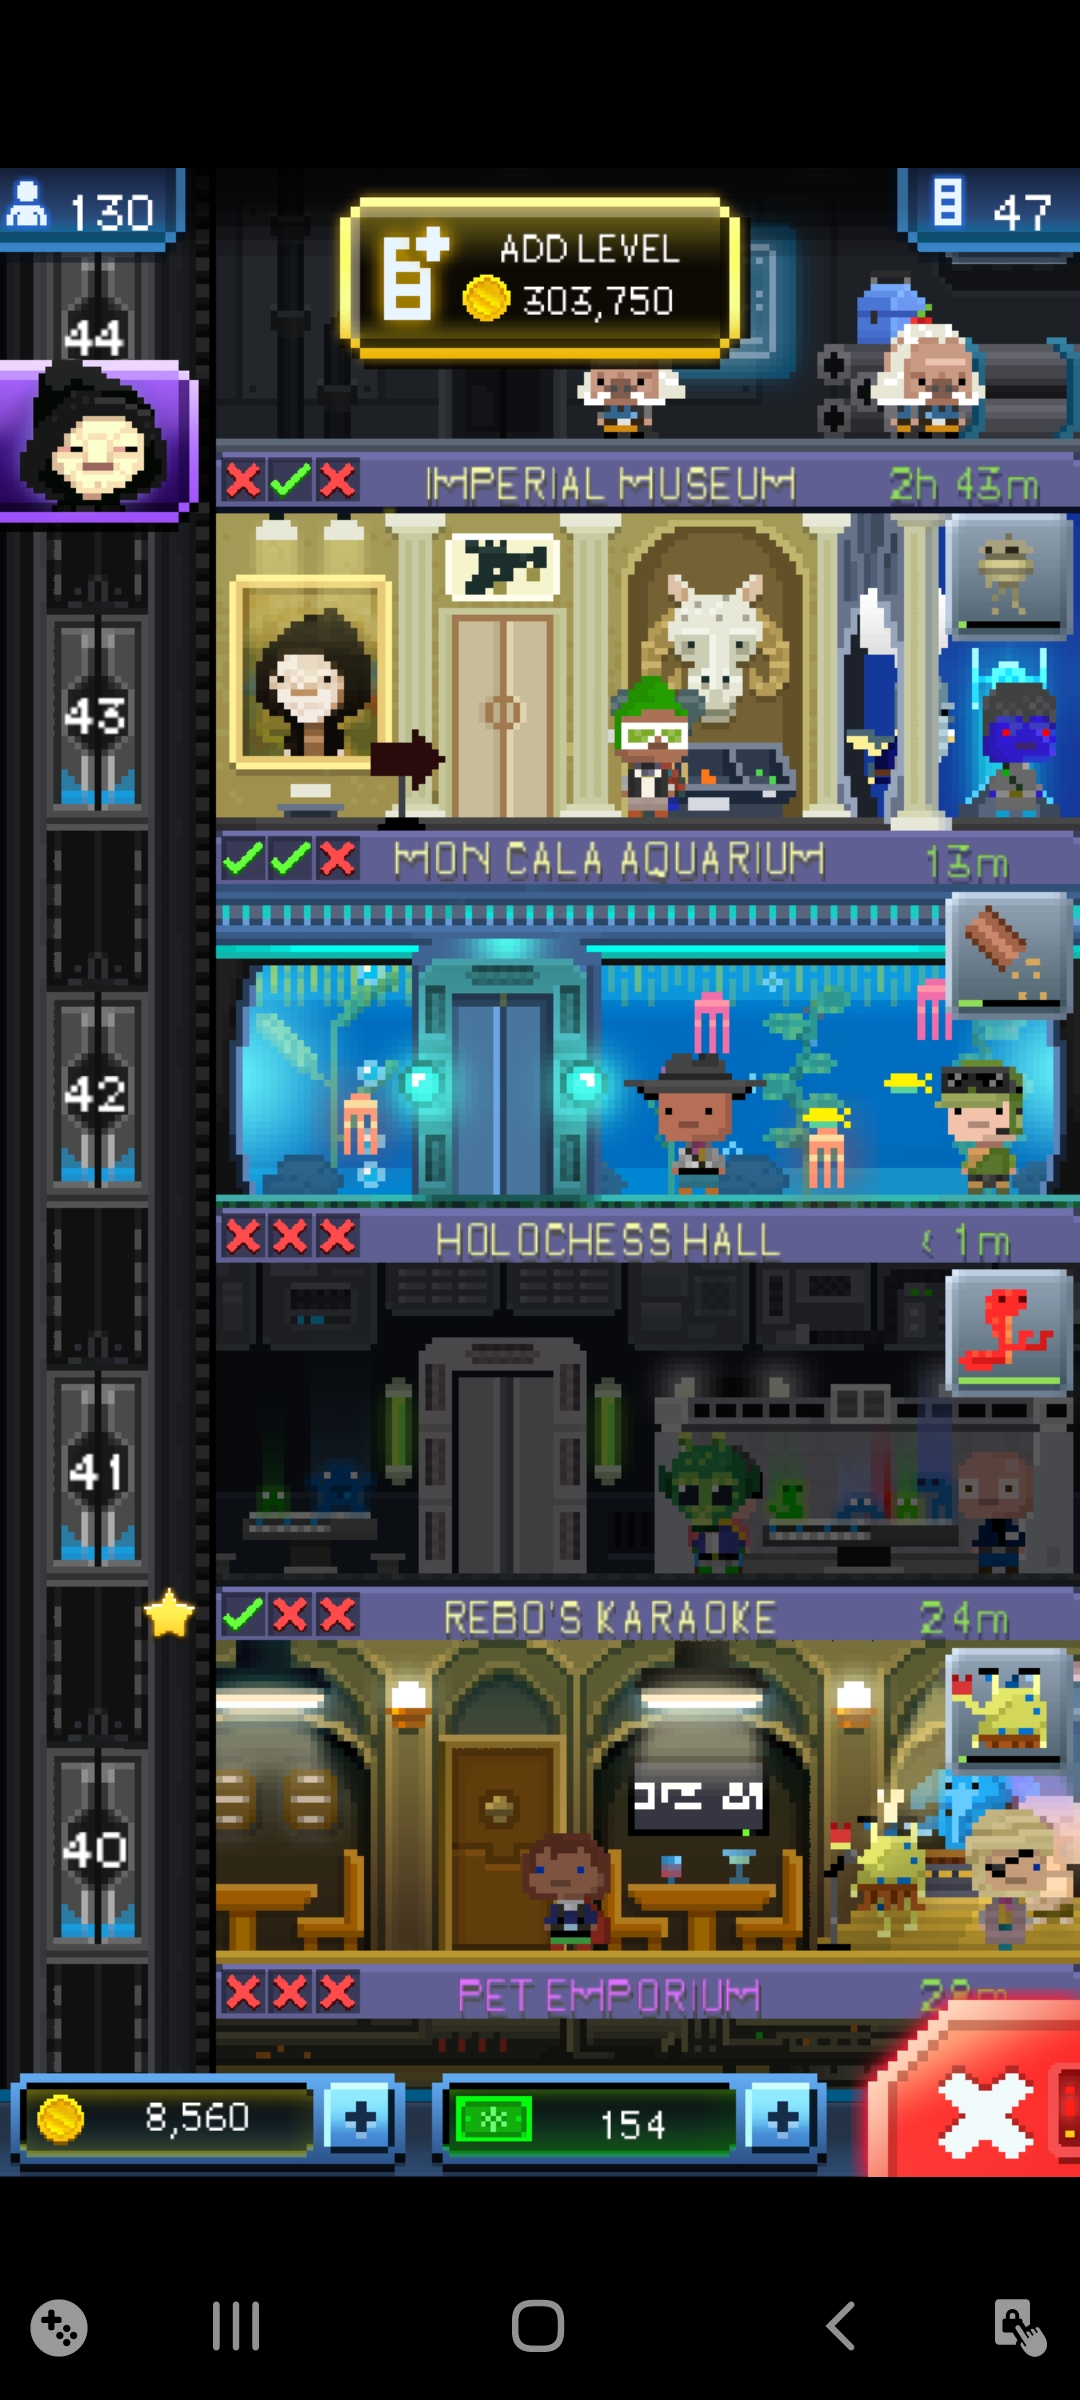 130
ADD LEVEL
303,750
47
44
IMPERIAL MUSEUM 2h 43m
43
MON CALA AQUARIUM 13m
42
HOLOCHESS HALL < 1m
41
REBO'S KARAOKE 24m
40
PET EMPORIUM
8,560
154